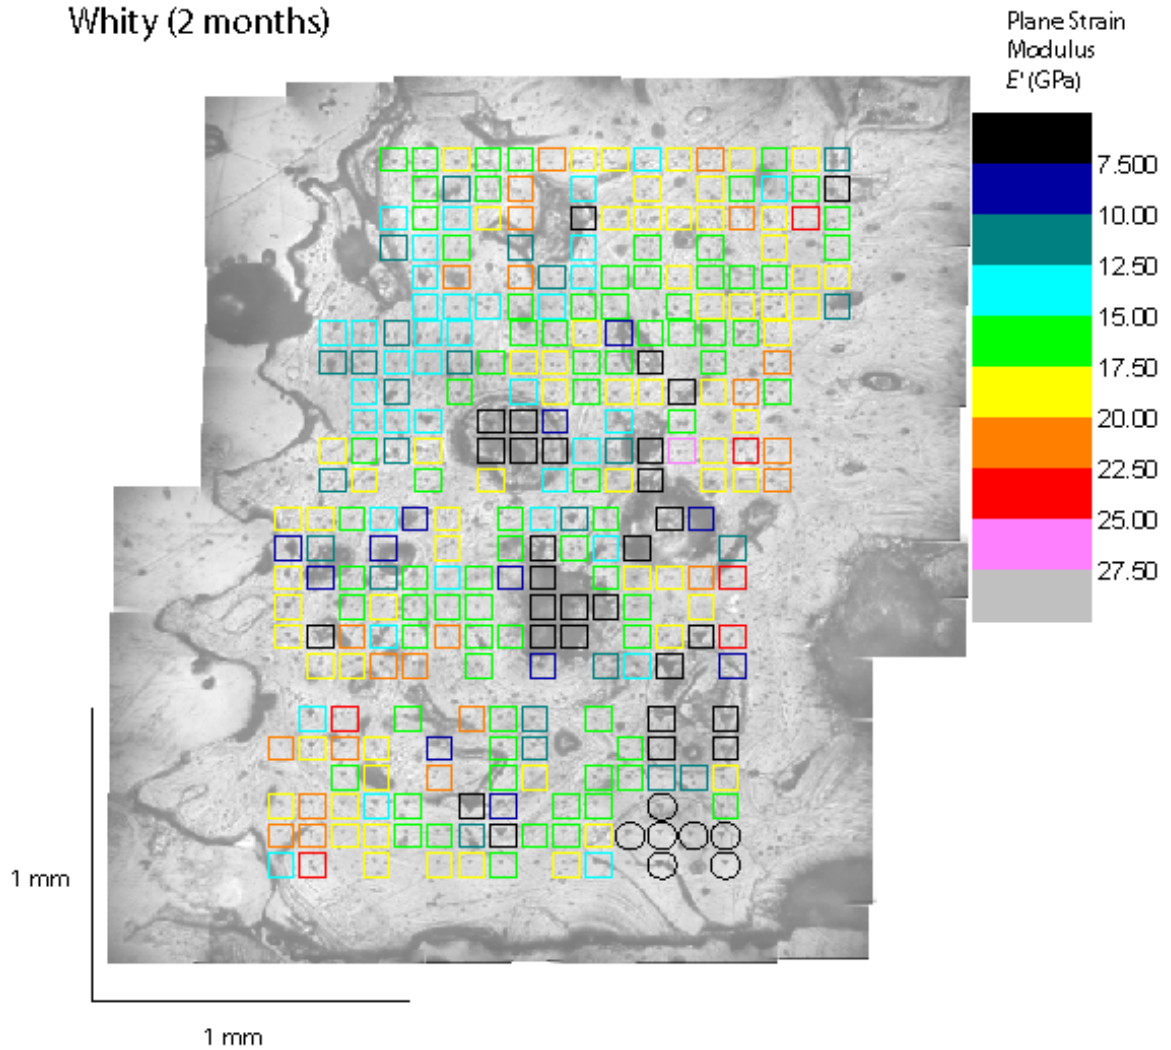 Whity (2 months)
Plane Strain
Modulus
E' (GPa)
7.500
10.00
12.50
15.00
17.50
20.00
22.50
25.00
27.50
1 mm
1 mm